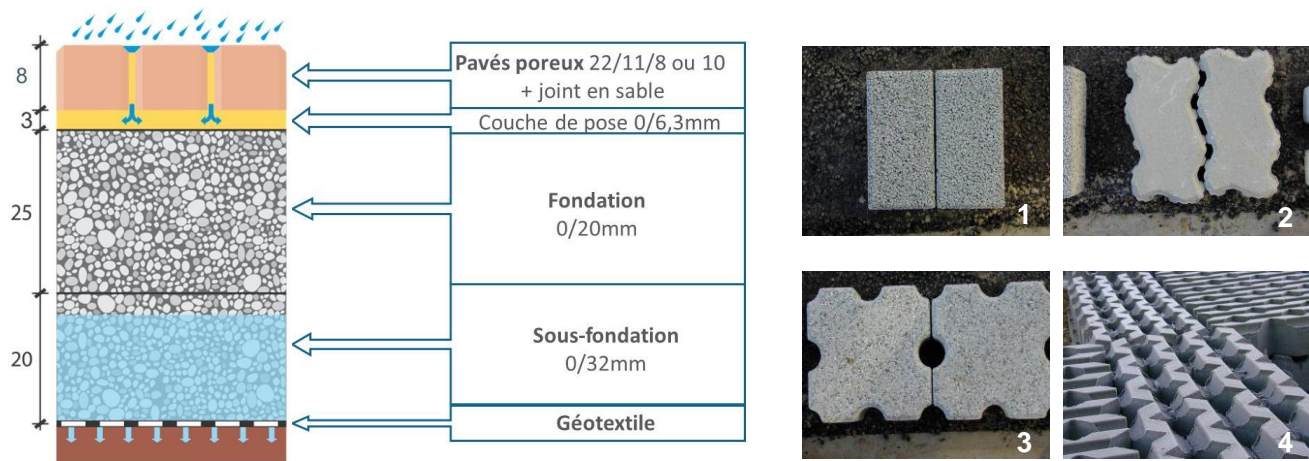 8
3
25
20
Pavés poreux 22/11/8 ou 10
+ joint en sable
Couche de pose 0/6,3mm
Fondation
0/20mm
Sous-fondation
0/32mm
Géotextile
1
2
3
4